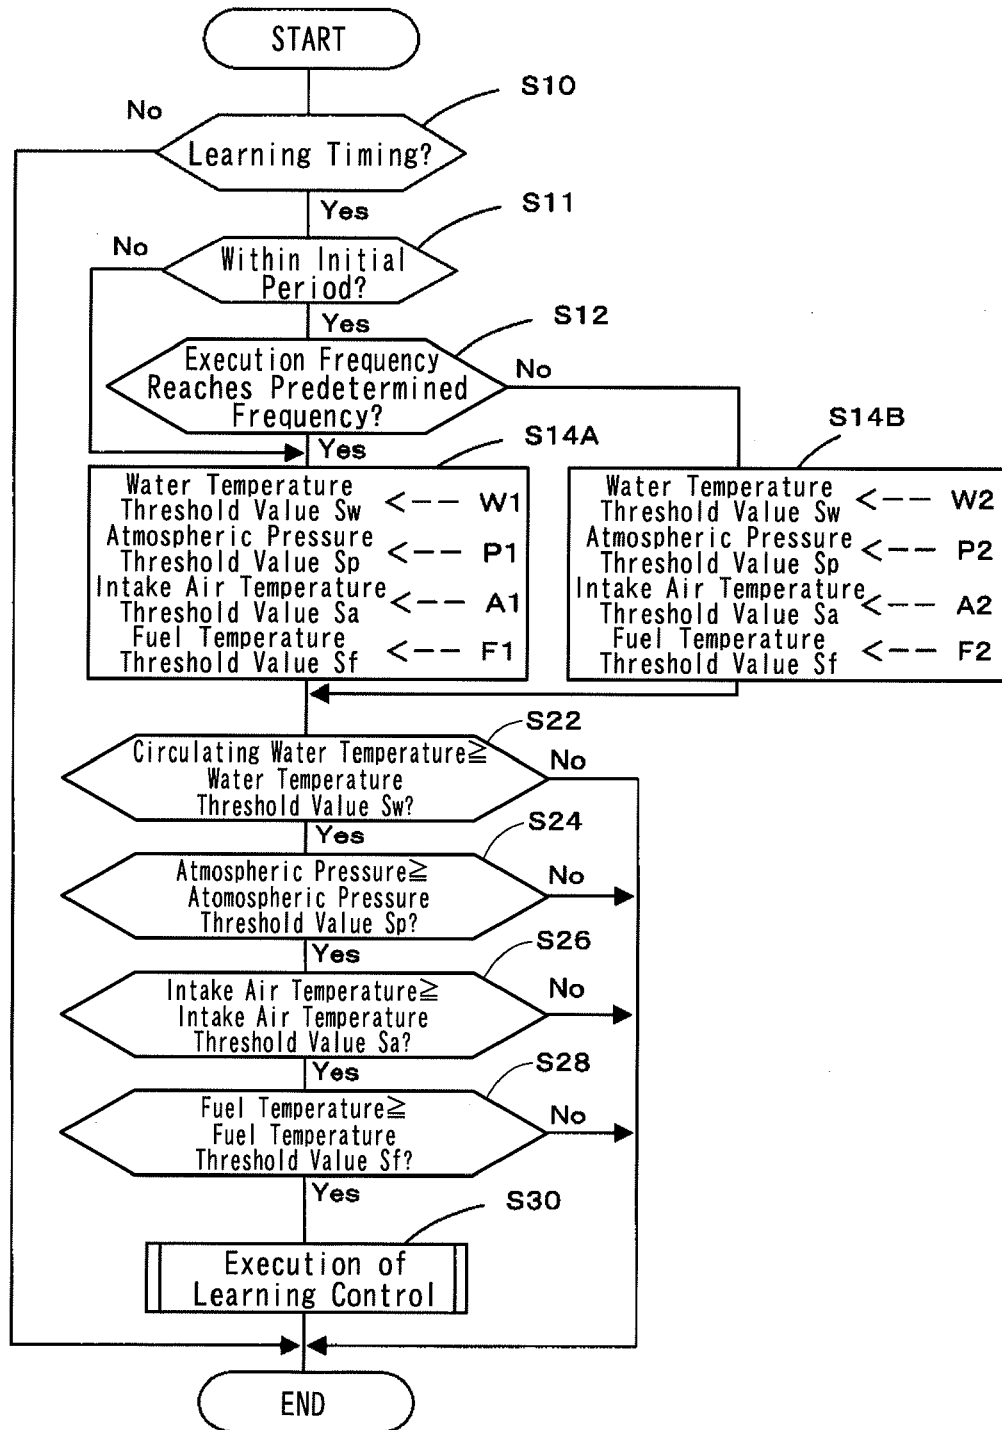 START
S10
No
Learning Timing?
Yes
S11
No
Within Initial
Period?
Yes
S12
Execution Frequency
Reaches Predetermined
Frequency?
No
Yes
S14A
S14B
Water Temperature
Threshold Value Sw <-- W1
Atmospheric Pressure
Threshold Value Sp <-- P1
Intake Air Temperature
Threshold Value Sa <-- A1
Fuel Temperature
Threshold Value Sf <-- F1
Water Temperature
Threshold Value Sw <-- W2
Atmospheric Pressure
Threshold Value Sp <-- P2
Intake Air Temperature
Threshold Value Sa <-- A2
Fuel Temperature
Threshold Value Sf <-- F2
S22
Circulating Water Temperature≧
Water Temperature
Threshold Value Sw?
No
Yes
S24
Atmospheric Pressure≧
Atomospheric Pressure
Threshold Value Sp?
No
Yes
S26
Intake Air Temperature≧
Intake Air Temperature
Threshold Value Sa?
No
Yes
S28
Fuel Temperature≧
Fuel Temperature
Threshold Value Sf?
No
Yes
S30
Execution of
Learning Control
END